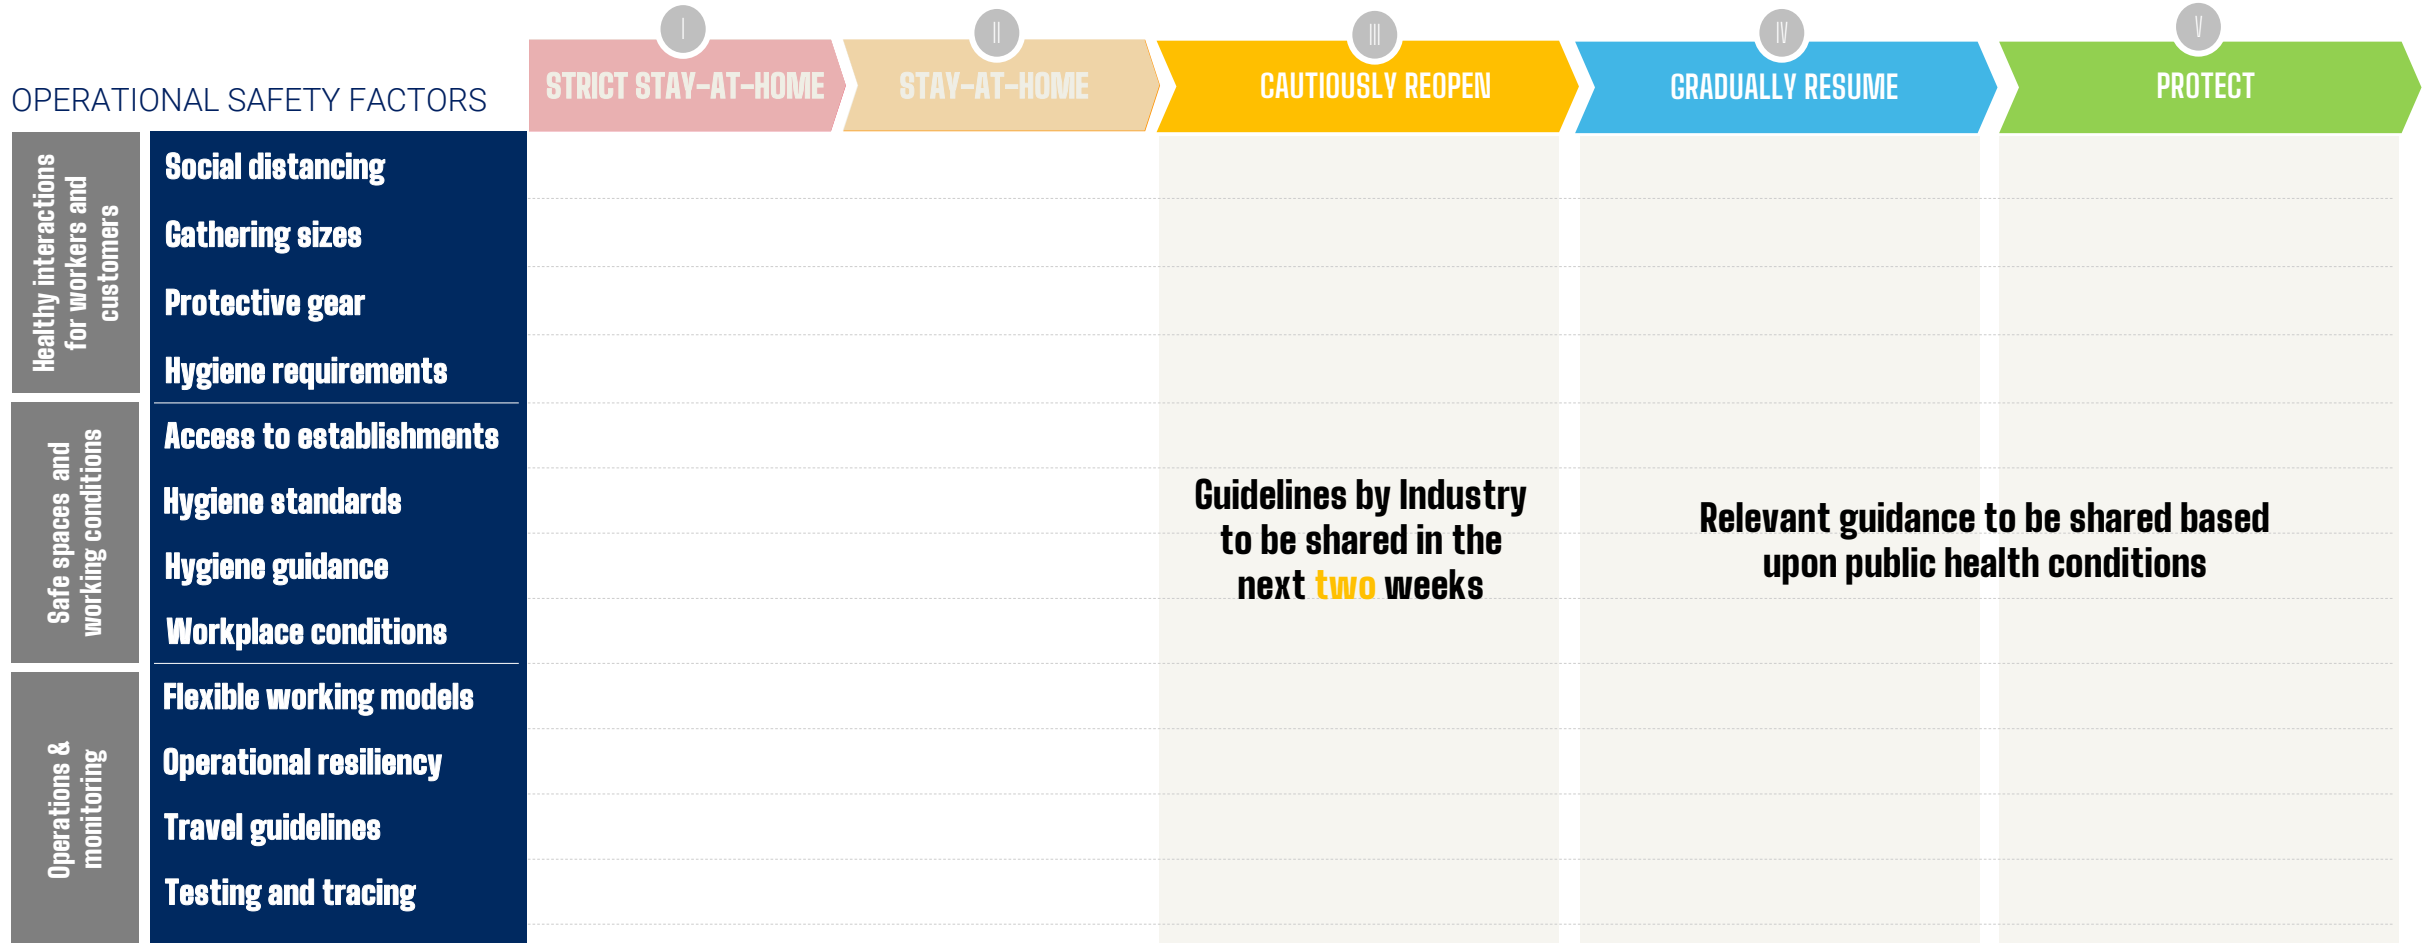 I
II
III
IV
V
STRICT STAY-AT-HOME
STAY-AT-HOME
CAUTIOUSLY REOPEN
GRADUALLY RESUME
PROTECT
OPERATIONAL SAFETY FACTORS
Healthy interactions
for workers and
customers
Social distancing
Gathering sizes
Protective gear
Hygiene requirements
Safe spaces and
working conditions
Access to establishments
Hygiene standards
Hygiene guidance
Workplace conditions
Operations &
monitoring
Flexible working models
Operational resiliency
Travel guidelines
Testing and tracing
Guidelines by Industry
to be shared in the
next two weeks
Relevant guidance to be shared based
upon public health conditions